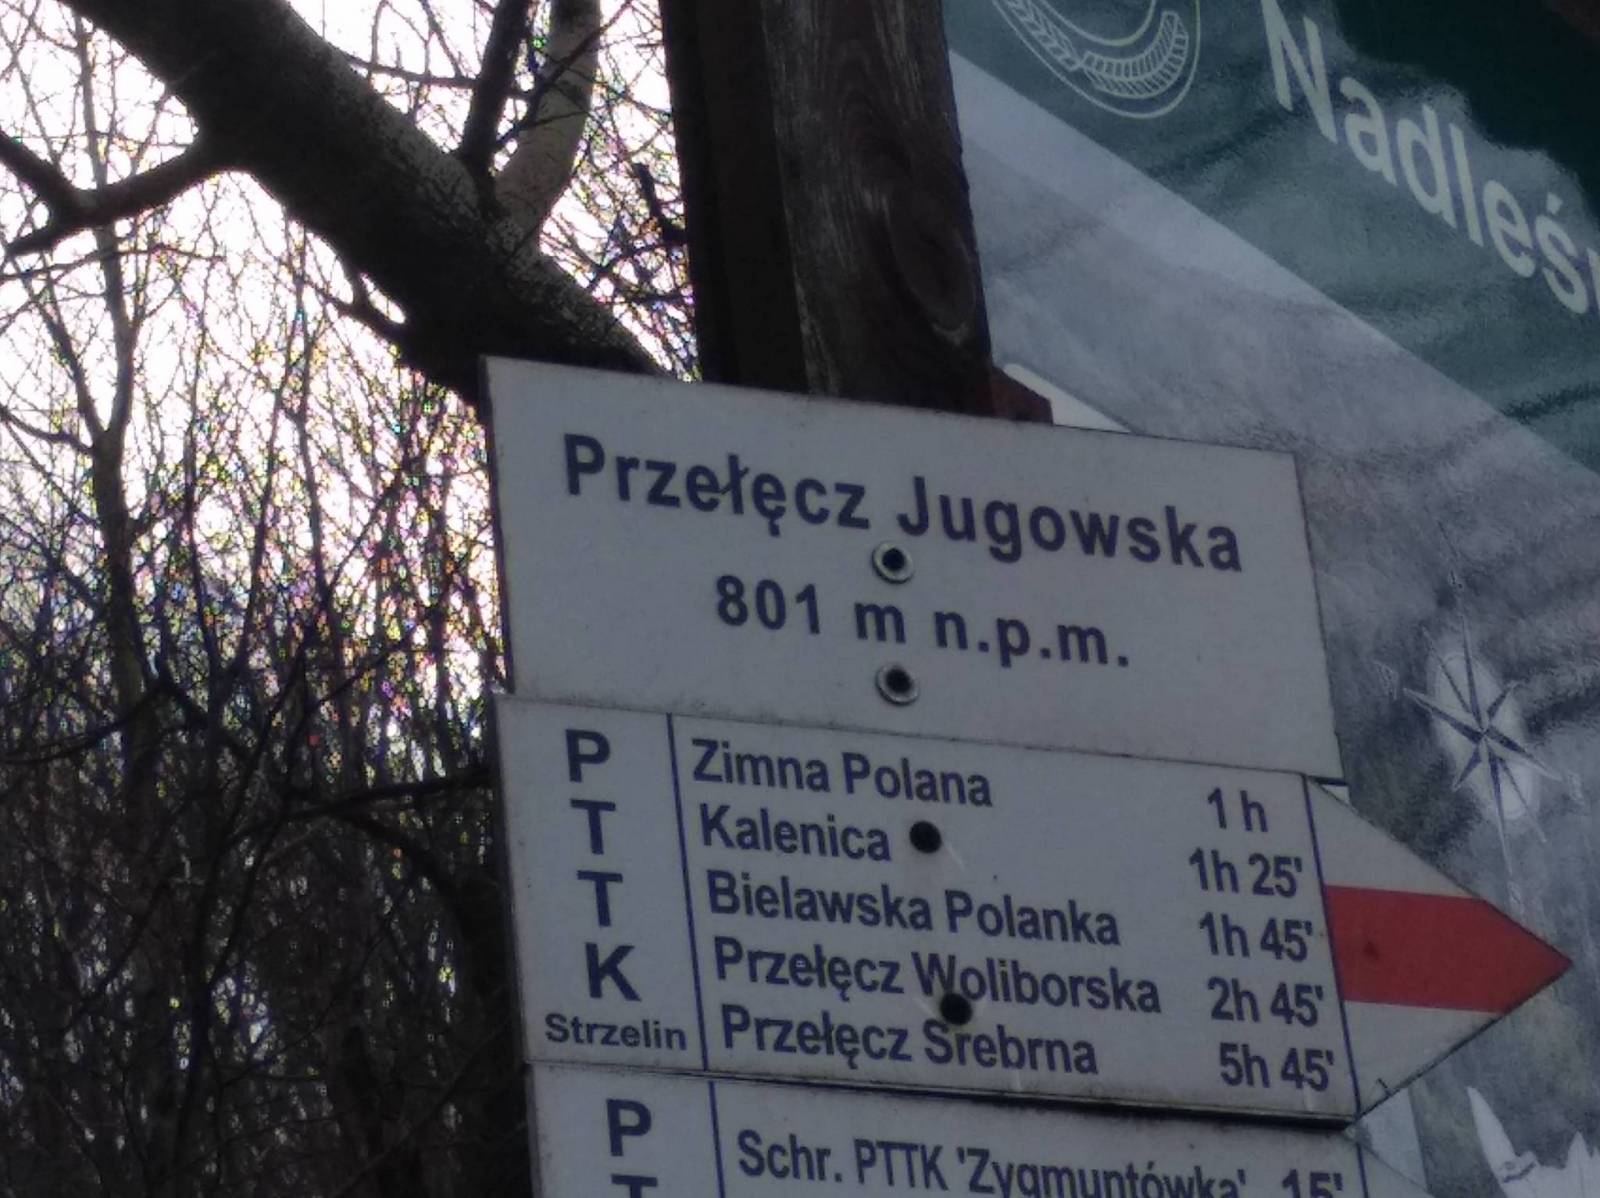 Nadleś
Przełęcz Jugowska
801 m n.p.m.
P
T
T
K
Strzelin
Zimna Polana 1 h
Kalenica 1h 25'
Bielawska Polanka 1h 45'
Przełęcz Woliborska 2h 45'
Przełęcz Srebrna 5h 45'
P
T
Schr. PTTK 'Zygmuntówka' 15'